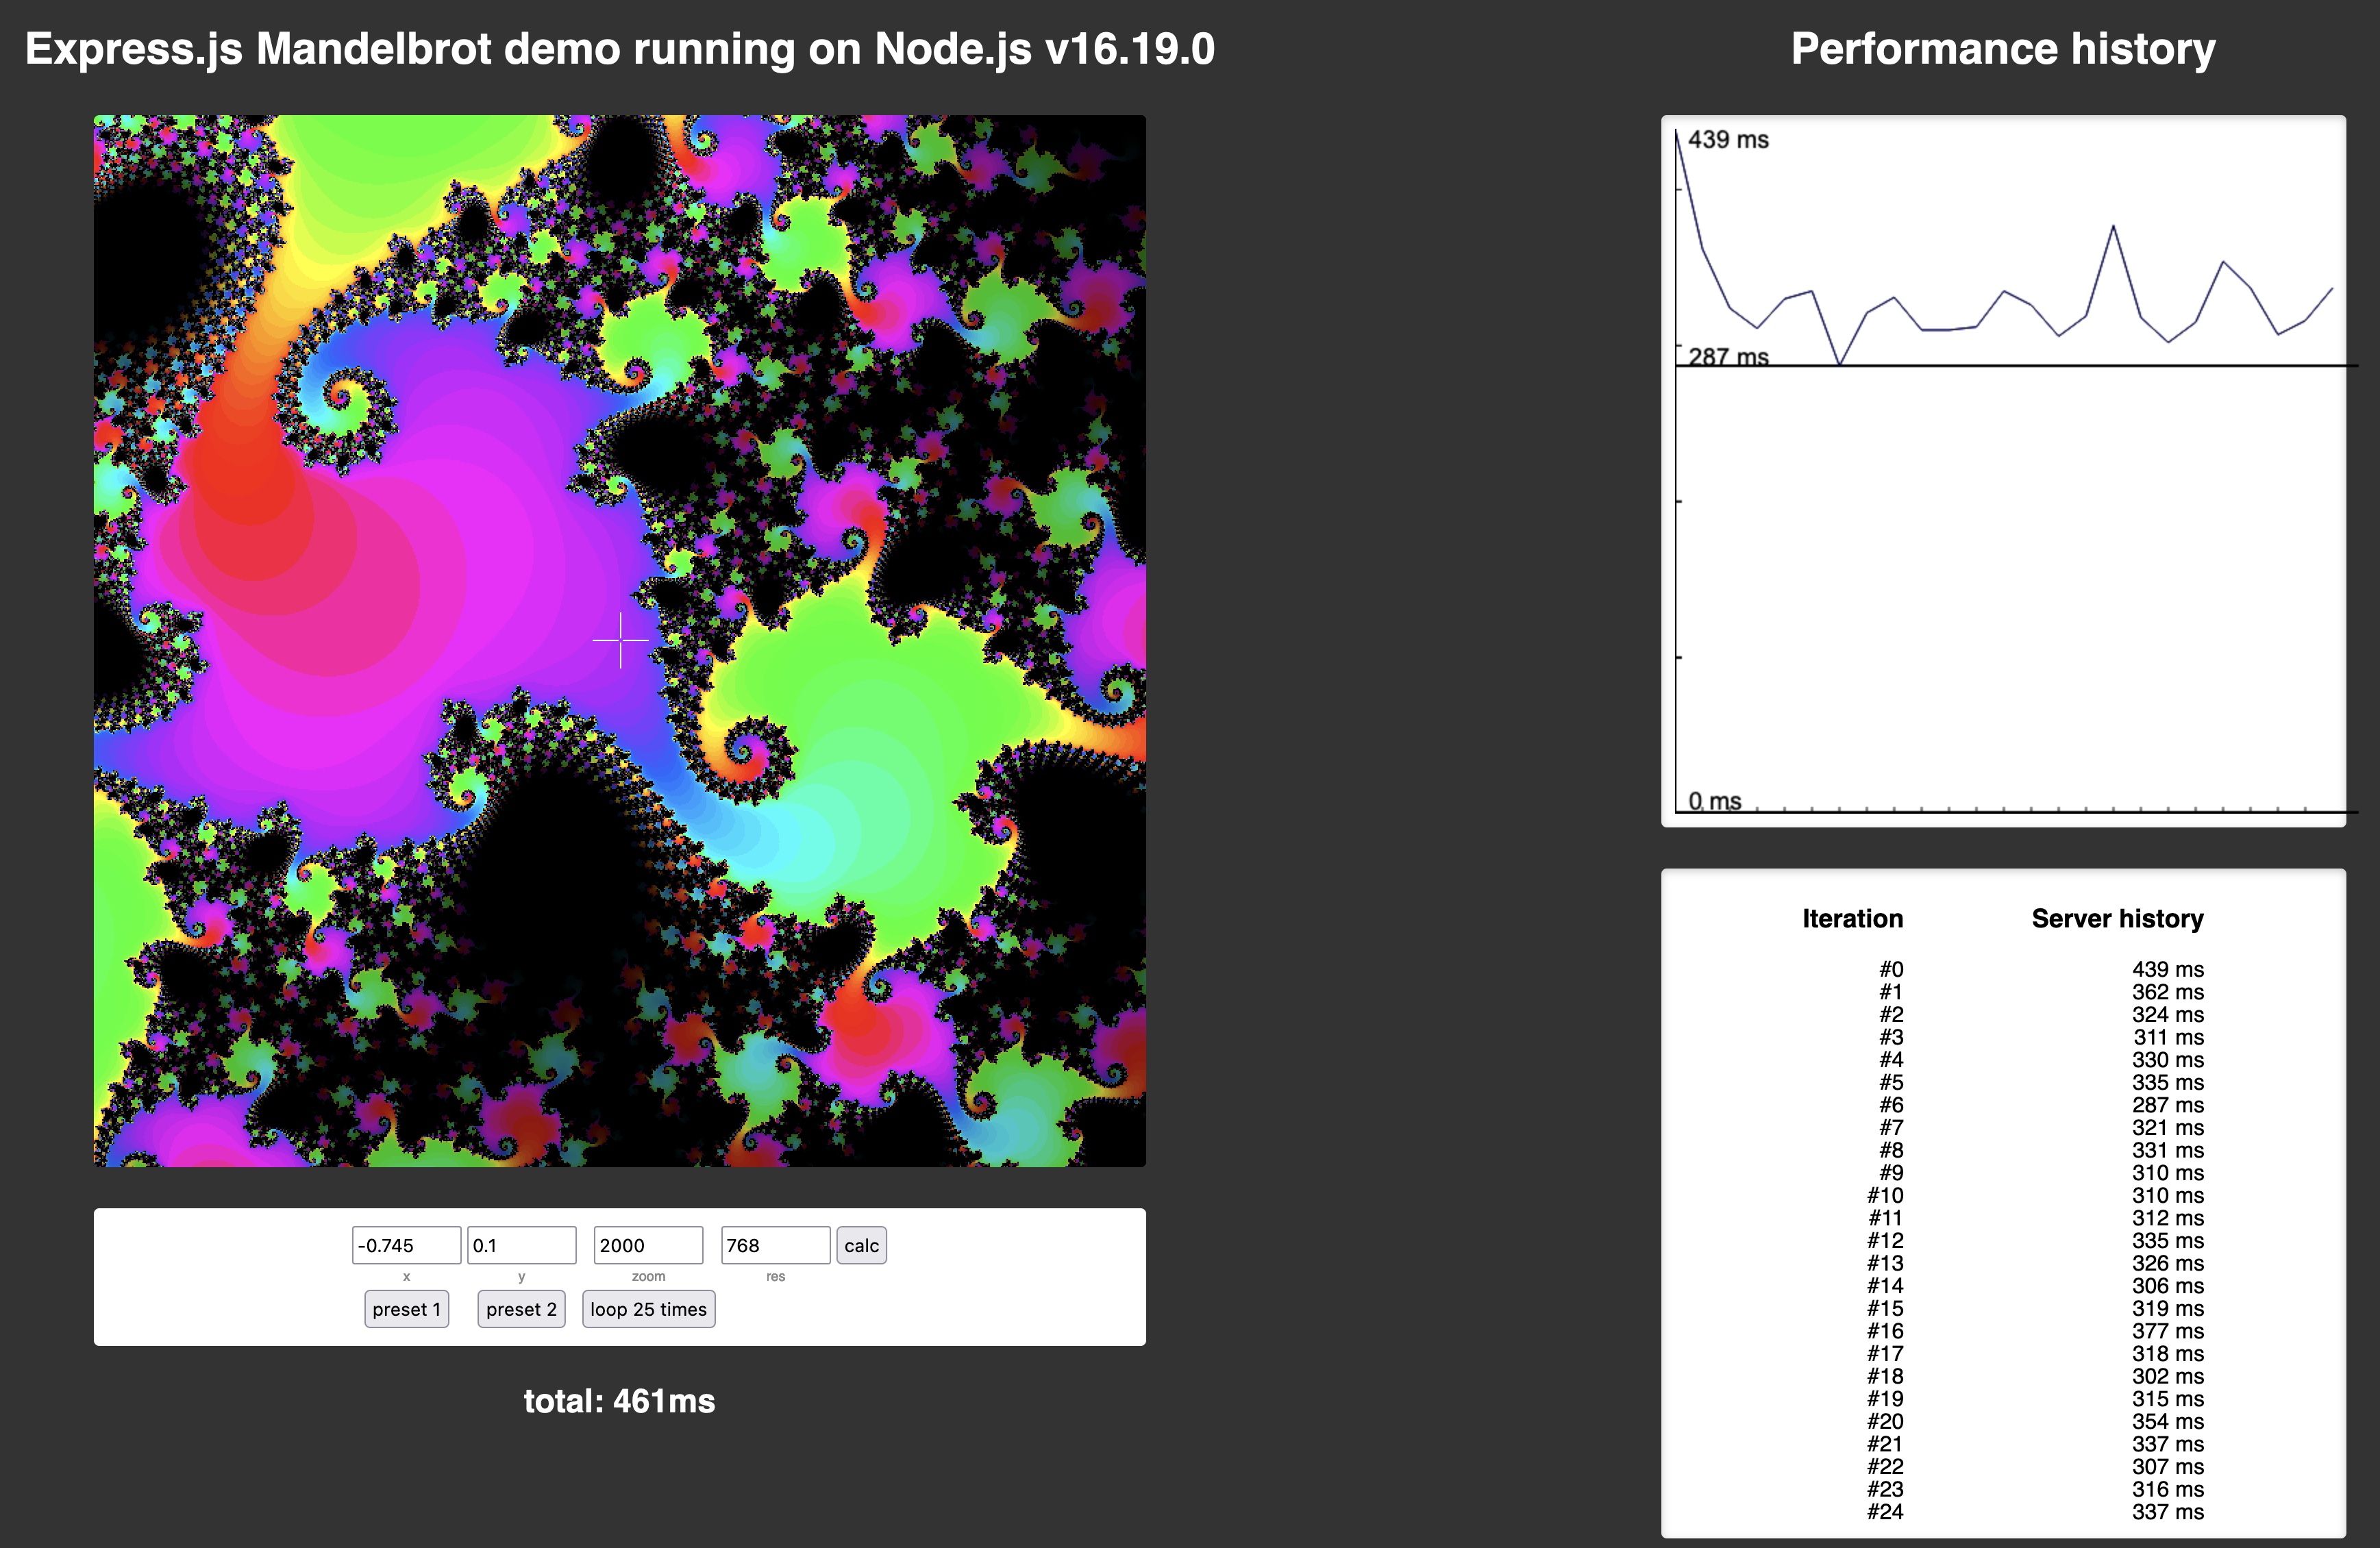 Express.js Mandelbrot demo running on Node.js v16.19.0
-0.745 0.1 2000 768 calc
x y zoom res
preset 1 preset 2 loop 25 times
total: 461ms
Performance history
439 ms
287 ms
0 ms
Iteration Server history
#0 439 ms
#1 362 ms
#2 324 ms
#3 311 ms
#4 330 ms
#5 335 ms
#6 287 ms
#7 321 ms
#8 331 ms
#9 310 ms
#10 310 ms
#11 312 ms
#12 335 ms
#13 326 ms
#14 306 ms
#15 319 ms
#16 377 ms
#17 318 ms
#18 302 ms
#19 315 ms
#20 354 ms
#21 337 ms
#22 307 ms
#23 316 ms
#24 337 ms